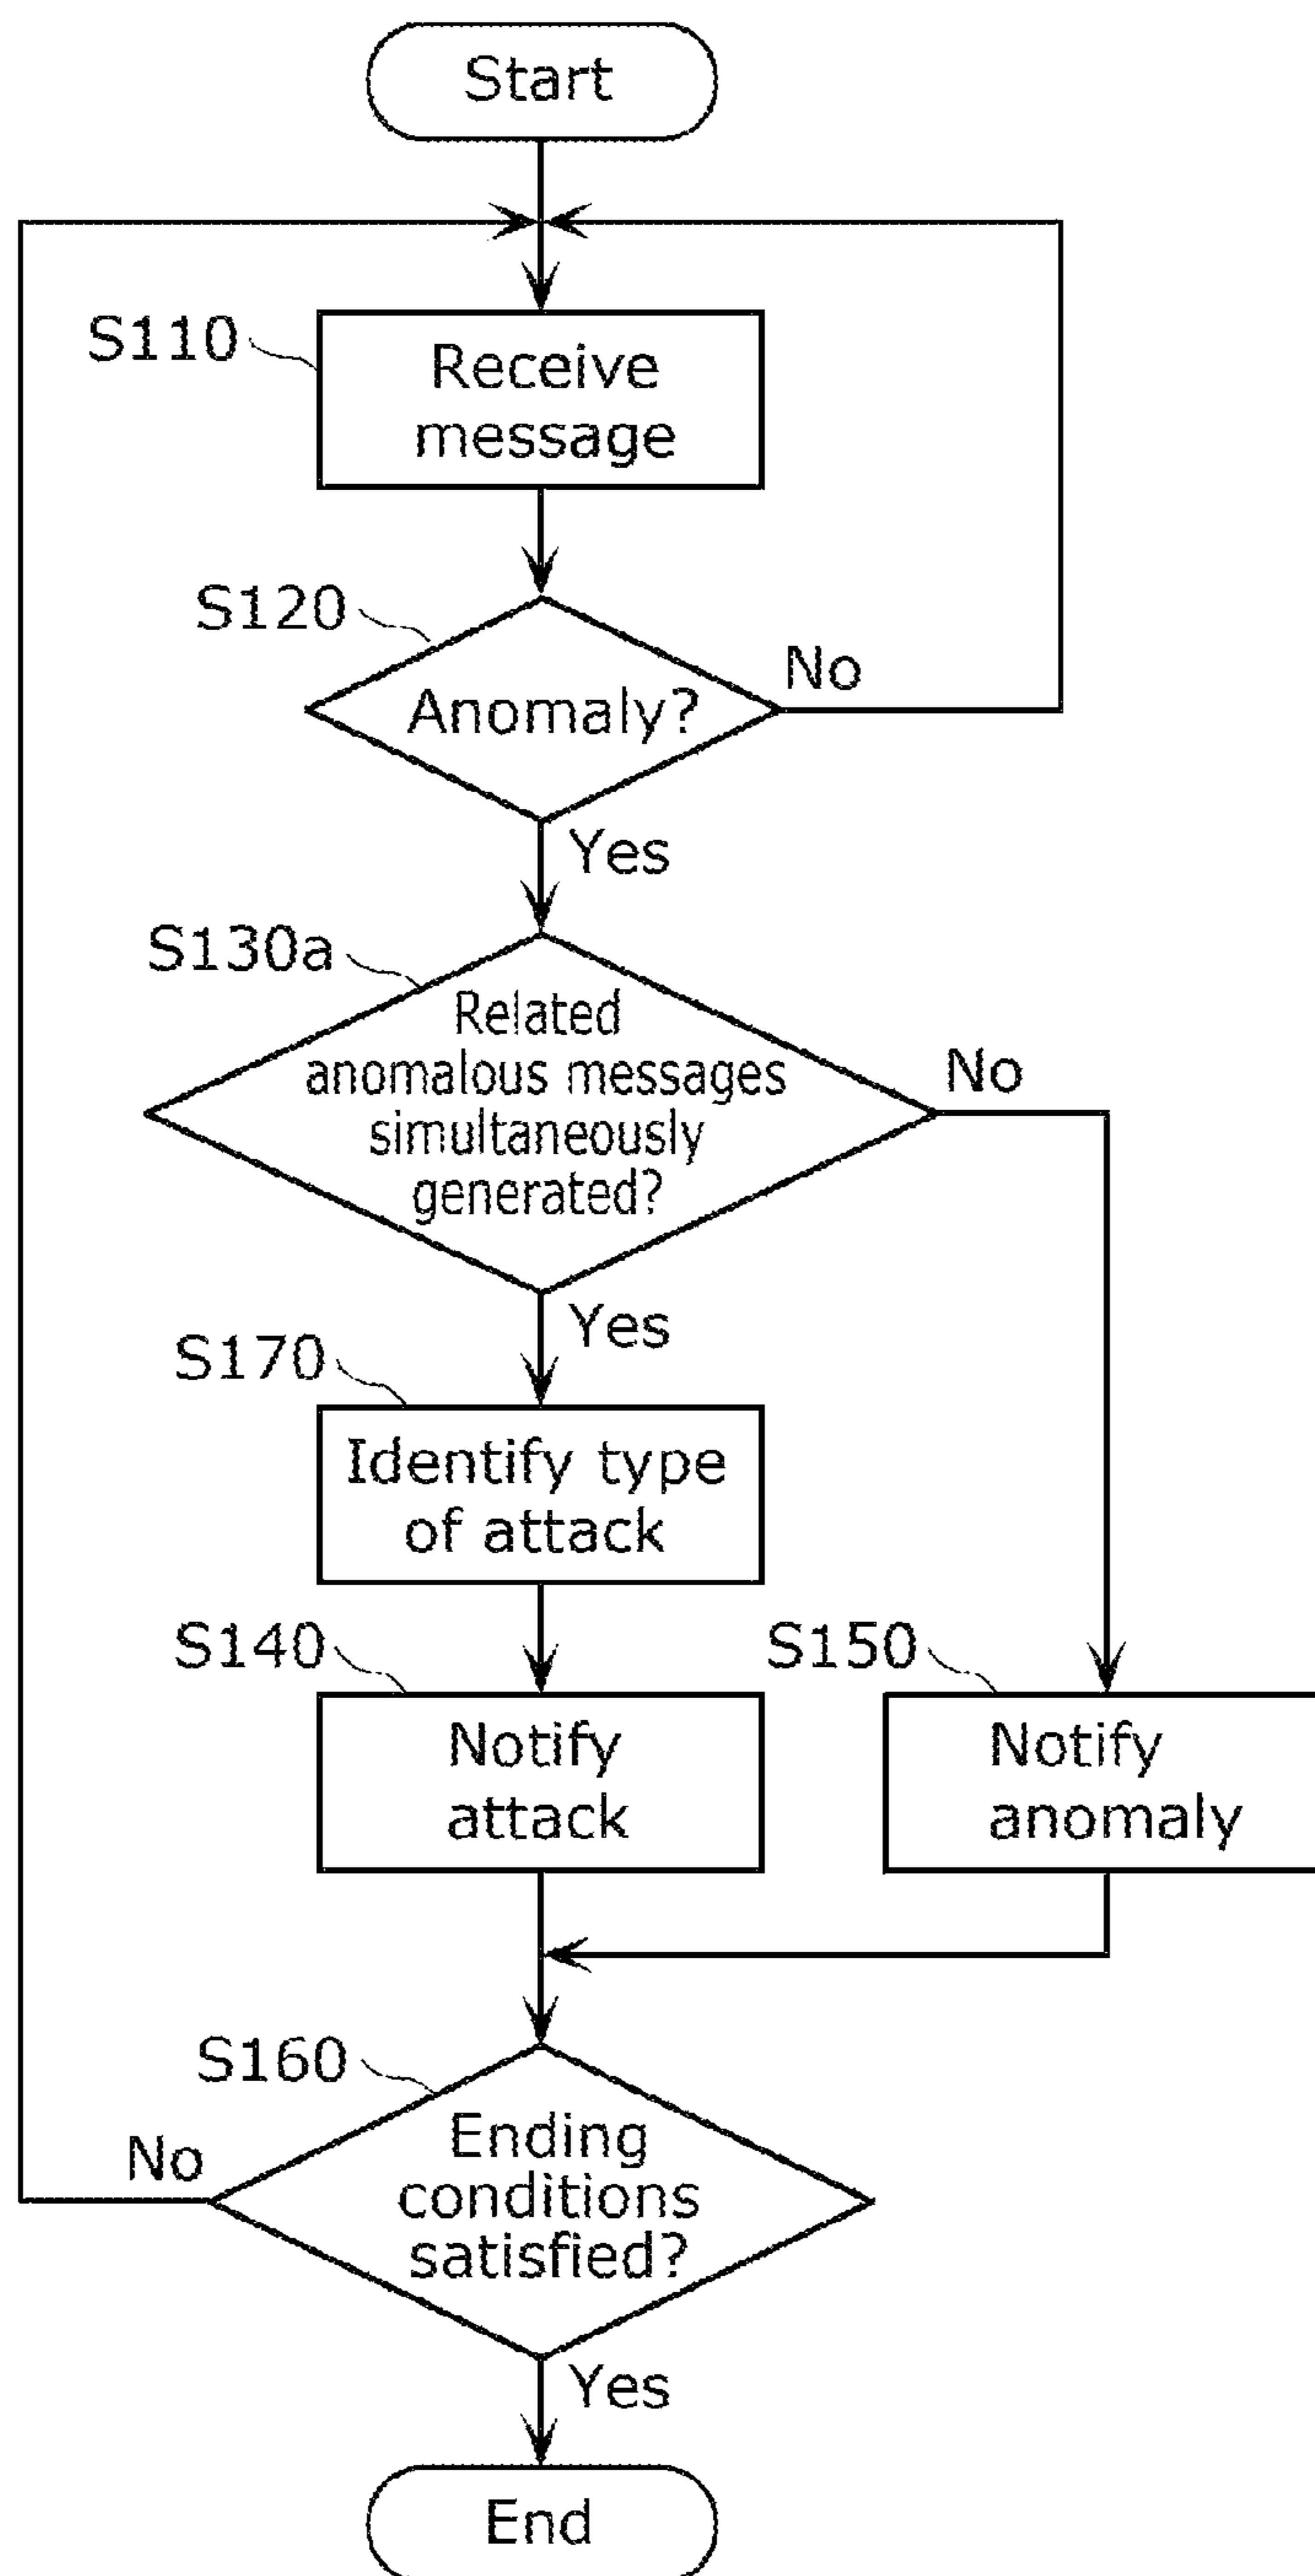 Start
S110
Receive
message
S120
Anomaly?
No
Yes
S130a
Related
anomalous messages
simultaneously
generated?
No
Yes
S170
Identify type
of attack
S140
Notify
attack
S150
Notify
anomaly
S160
Ending
conditions
satisfied?
No
Yes
End